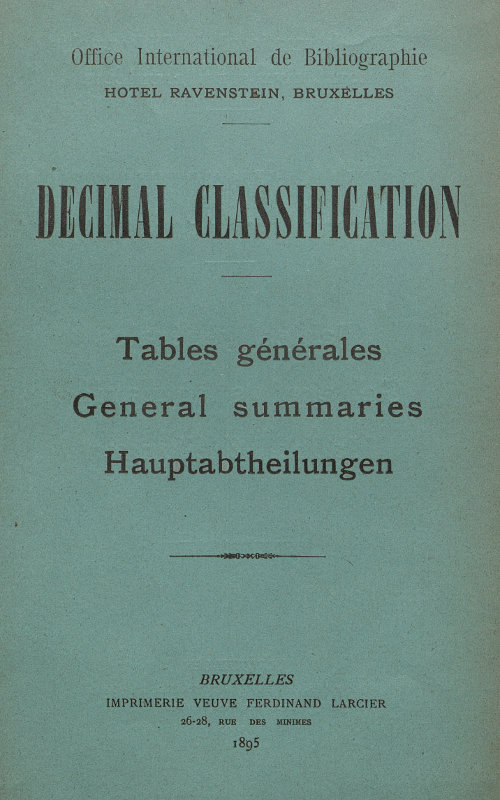 Office International de Bibliographie
HOTEL RAVENSTEIN, BRUXELLES
DECIMAL CLASSIFICATION
Tables générales
General summaries
Hauptabtheilungen
BRUXELLES
IMPRIMERIE VEUVE FERDINAND LARCIER
26-28, RUE DES MINIMES
1895